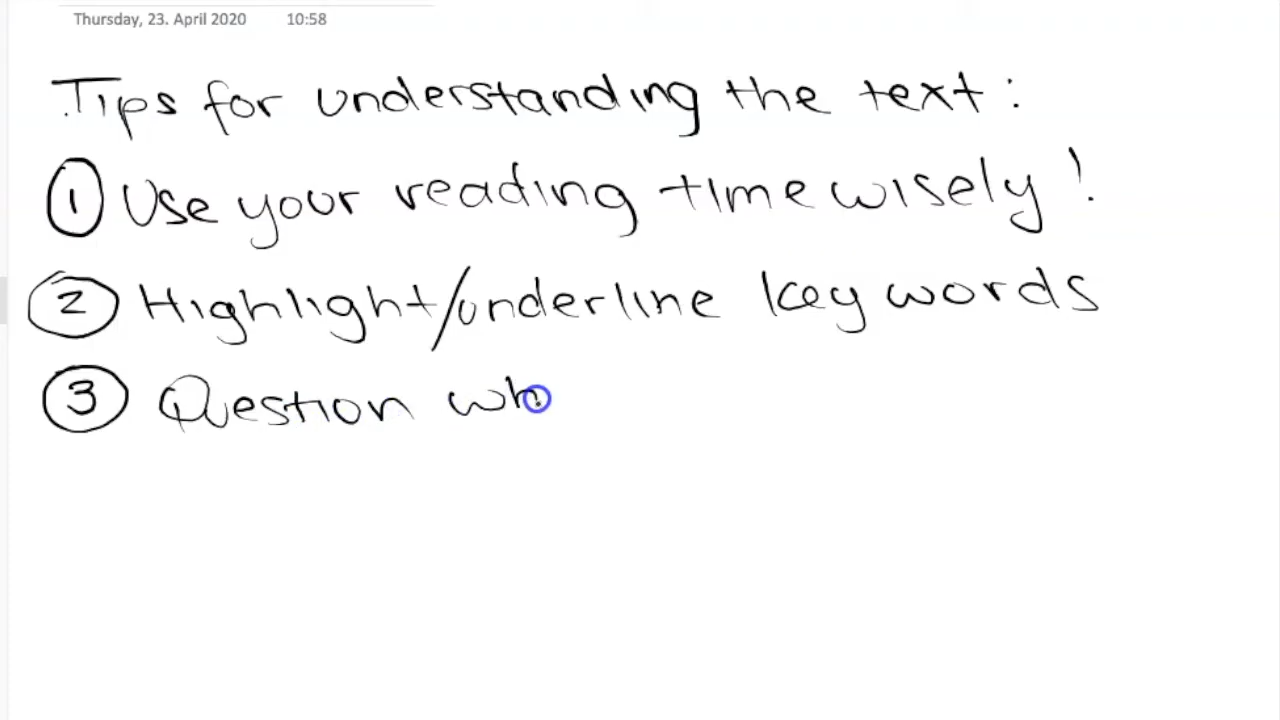 Thursday, 23. April 2020 10:58
Tips for understanding the text:
1 Use your reading time wisely!
2 Highlight/underline key words
3 Question wh